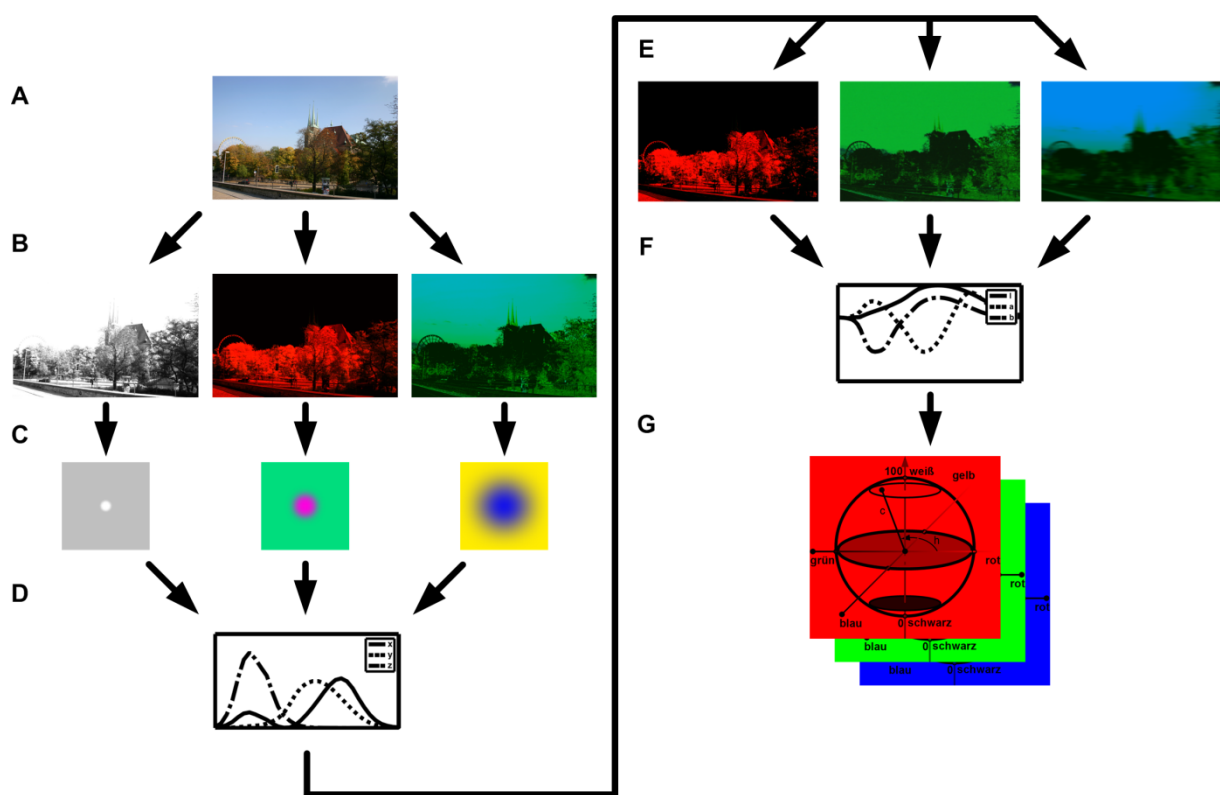 A
B
C
D
x
y
z
E
F
l
a
b
G
100 weiß
gelb
c
h
grün
rot
blau
0 schwarz
rot
blau
0 schwarz
rot
blau
0 schwarz